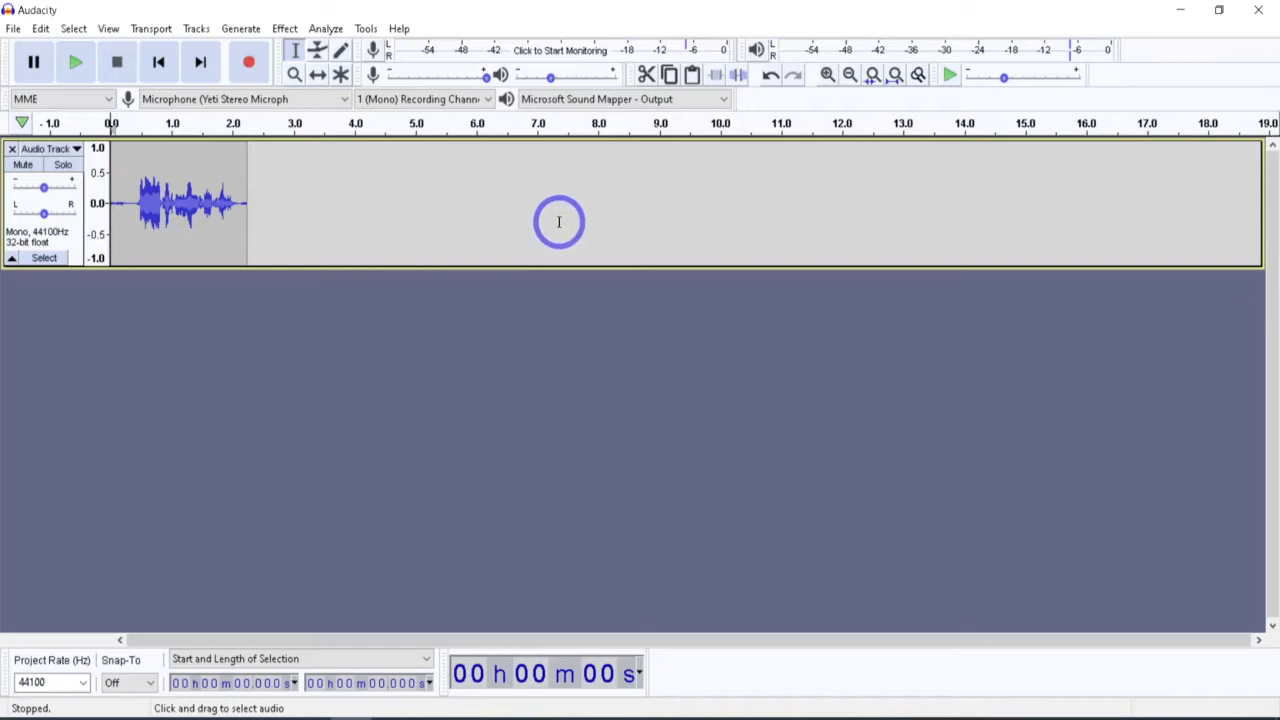 Audacity
File Edit Select View Transport Tracks Generate Effect Analyze Tools Help
L R -54 -48 -42 Click to Start Monitoring -18 -12 -6 0 L R -54 -48 -42 -36 -30 -24 -18 -12 -6 0
- + - + - +
MME Microphone (Yeti Stereo Microph 1 (Mono) Recording Chann Microsoft Sound Mapper - Output
- 1.0 0.0 1.0 2.0 3.0 4.0 5.0 6.0 7.0 8.0 9.0 10.0 11.0 12.0 13.0 14.0 15.0 16.0 17.0 18.0 19.0
X Audio Track 1.0
Mute Solo
- + 0.5
L R 0.0
Mono, 44100Hz -0.5
32-bit float
Select -1.0
Project Rate (Hz) Snap-To Start and Length of Selection
44100 Off 00 h 00 m 00.000 s 00 h 00 m 00.000 s 00 h 00 m 00 s
Stopped. Click and drag to select audio